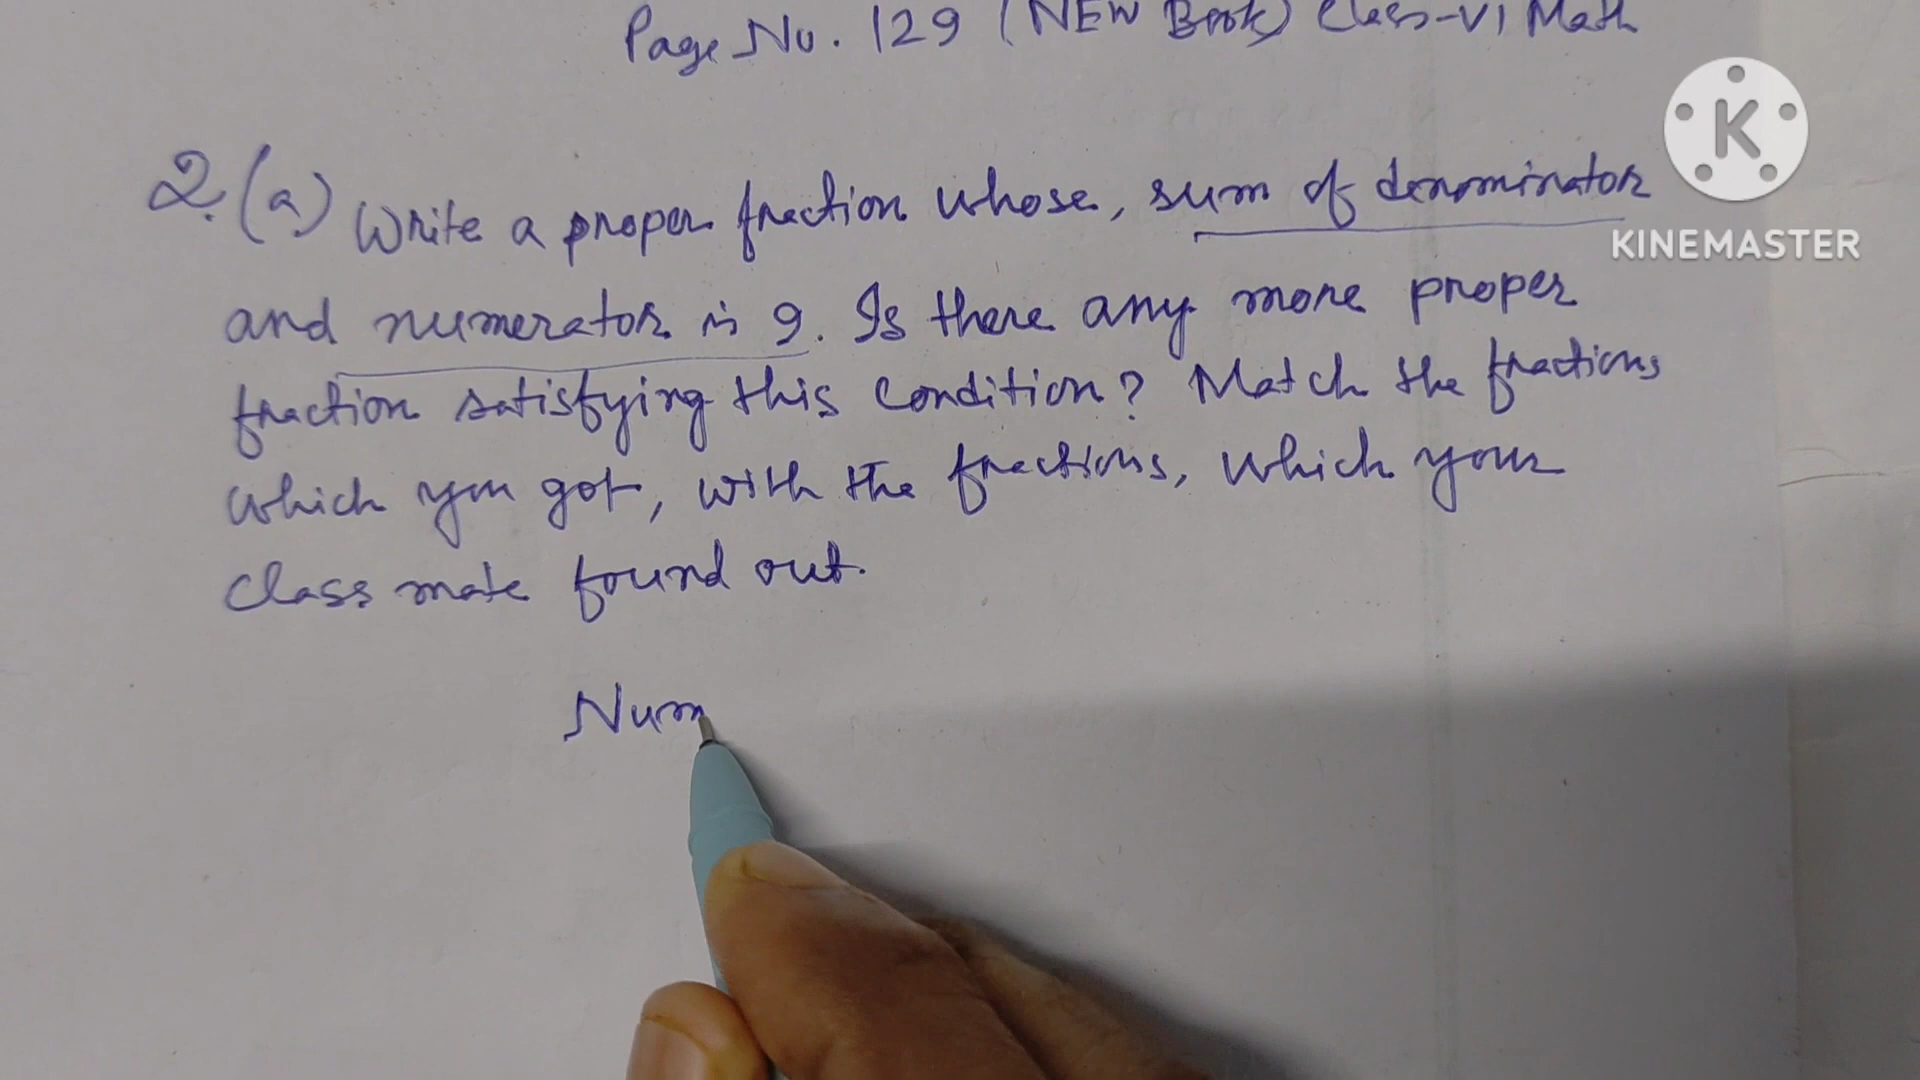 Page No. 129 (NEW Book) Class-VI Math
K
KINEMASTER
2.(a) Write a proper fraction whose, sum of denominator
and numerator is 9. Is there any more proper
fraction satisfying this condition? Match the fractions
which you got, with the fractions, which your
class mate found out.
Num